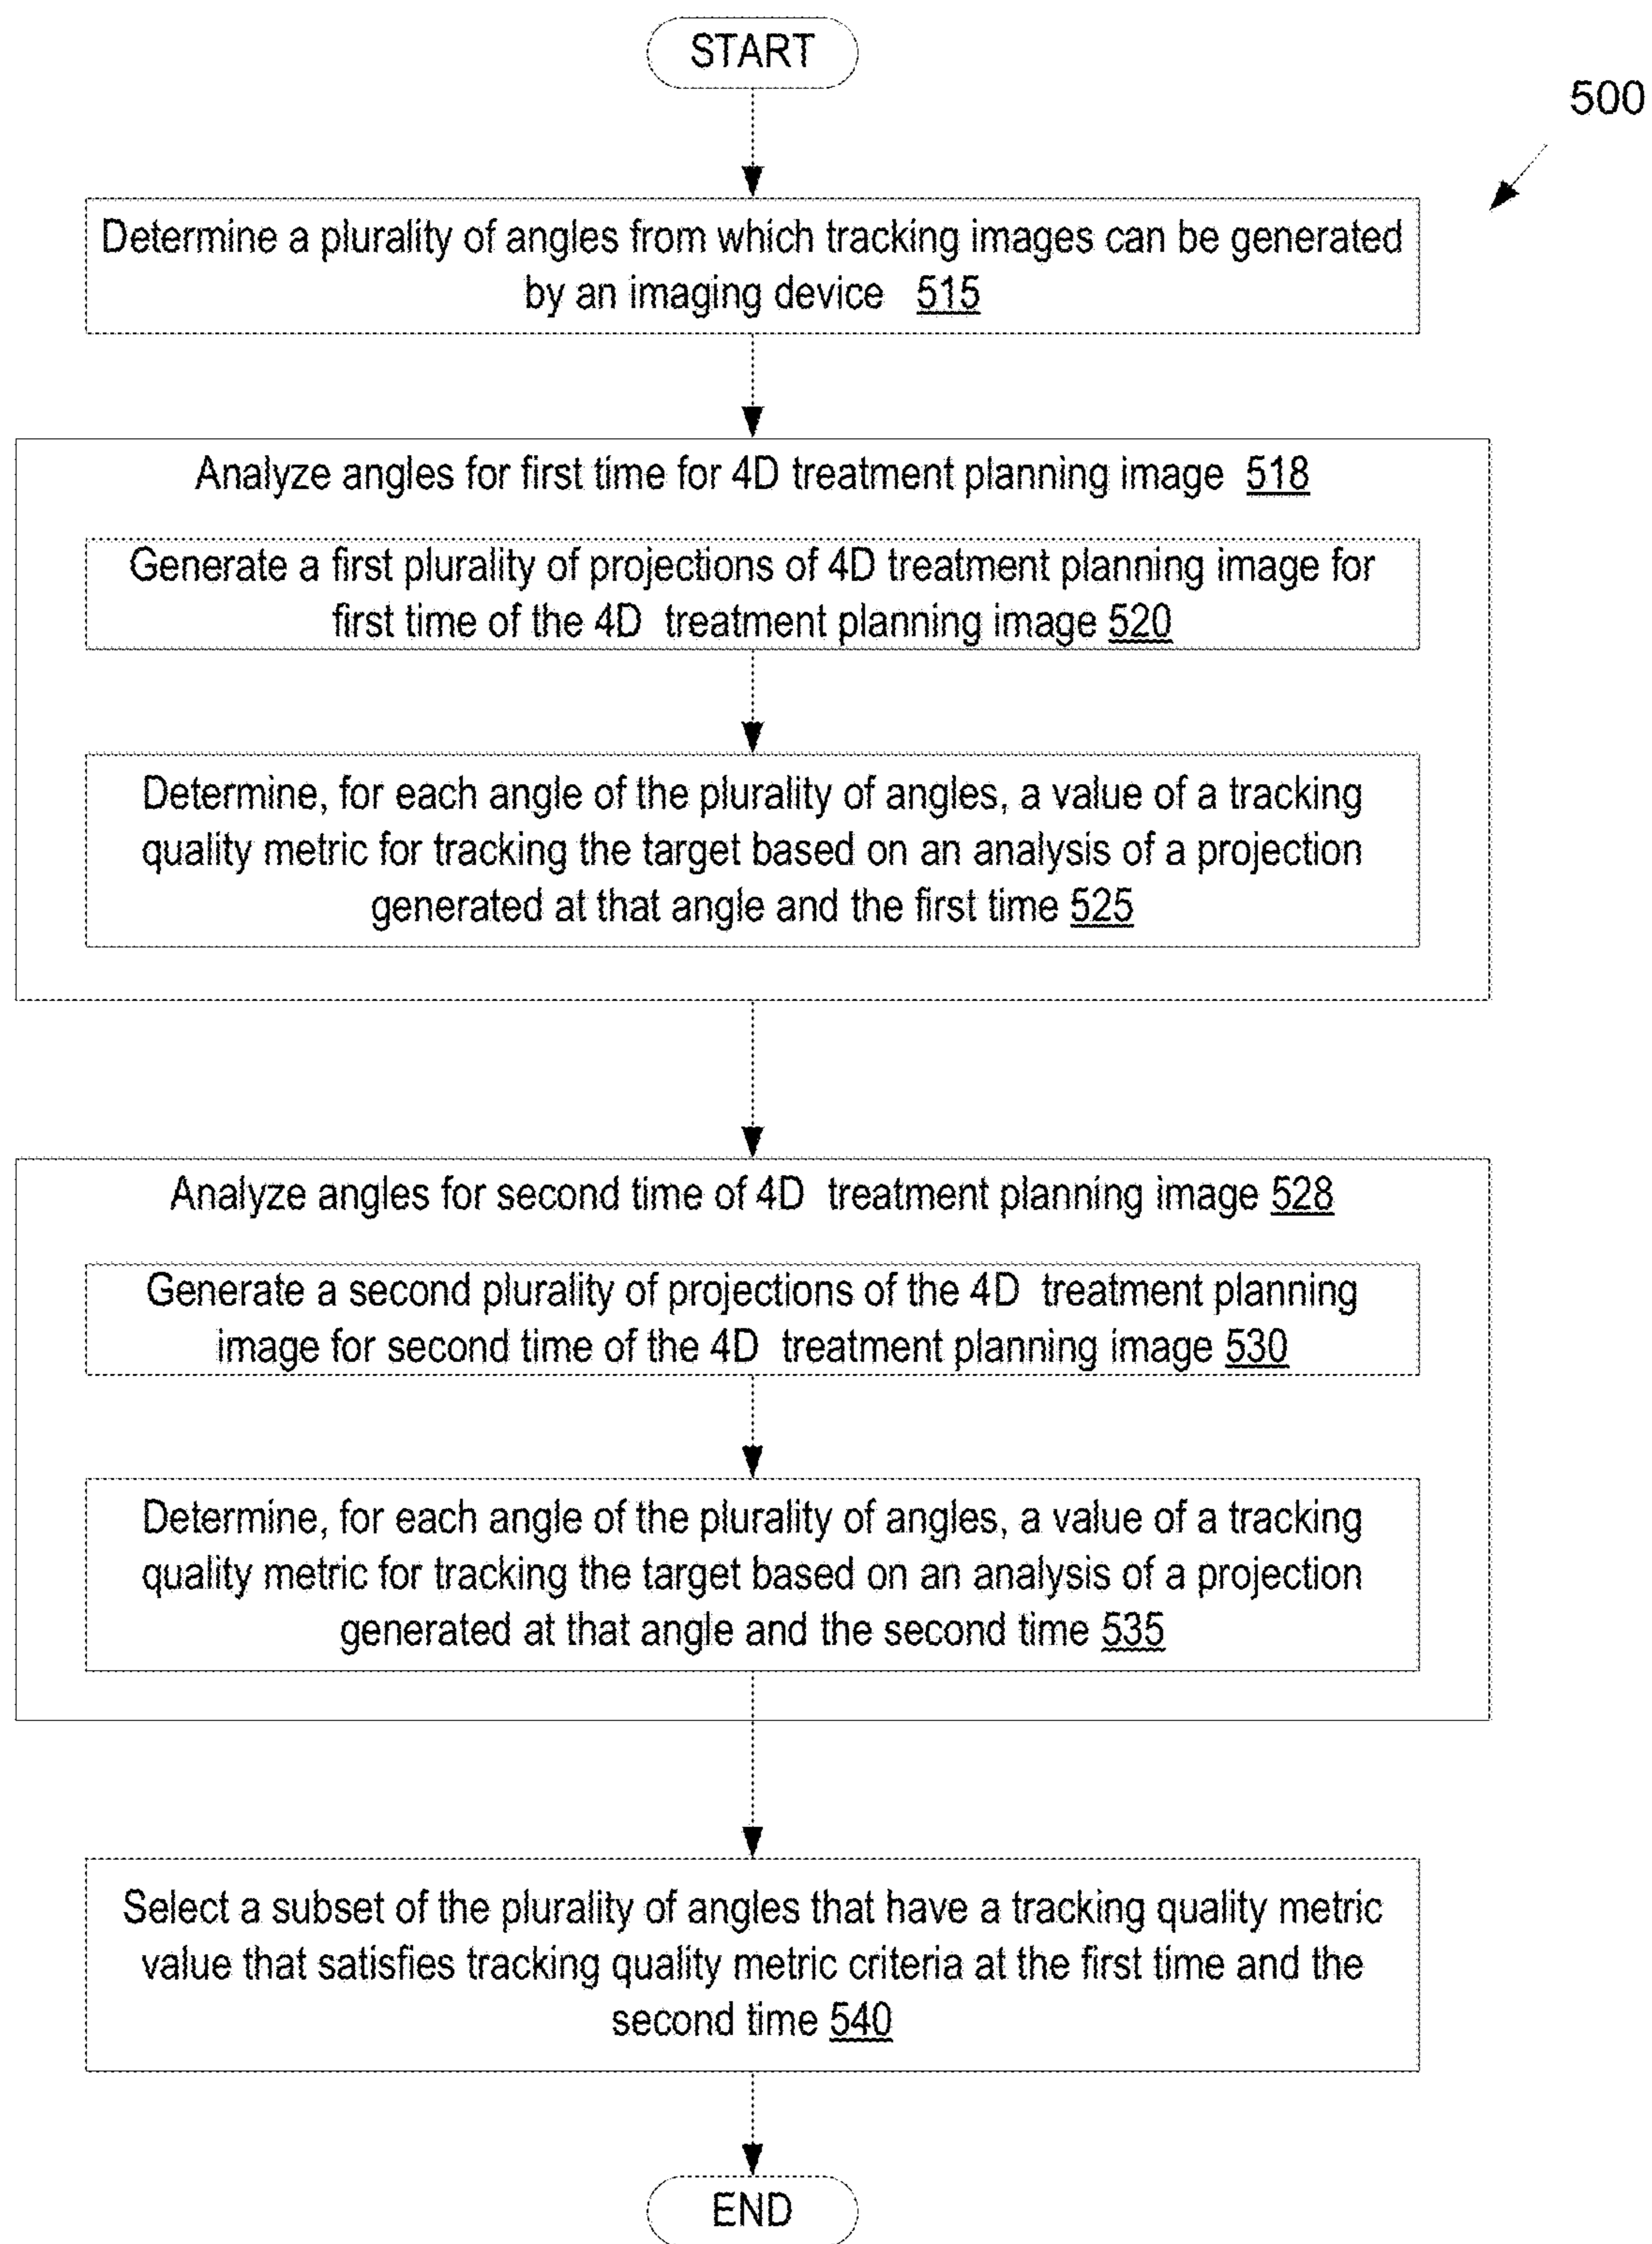 START
500
Determine a plurality of angles from which tracking images can be generated
by an imaging device 515
Analyze angles for first time for 4D treatment planning image 518
Generate a first plurality of projections of 4D treatment planning image for
first time of the 4D treatment planning image 520
Determine, for each angle of the plurality of angles, a value of a tracking
quality metric for tracking the target based on an analysis of a projection
generated at that angle and the first time 525
Analyze angles for second time of 4D treatment planning image 528
Generate a second plurality of projections of the 4D treatment planning
image for second time of the 4D treatment planning image 530
Determine, for each angle of the plurality of angles, a value of a tracking
quality metric for tracking the target based on an analysis of a projection
generated at that angle and the second time 535
Select a subset of the plurality of angles that have a tracking quality metric
value that satisfies tracking quality metric criteria at the first time and the
second time 540
END